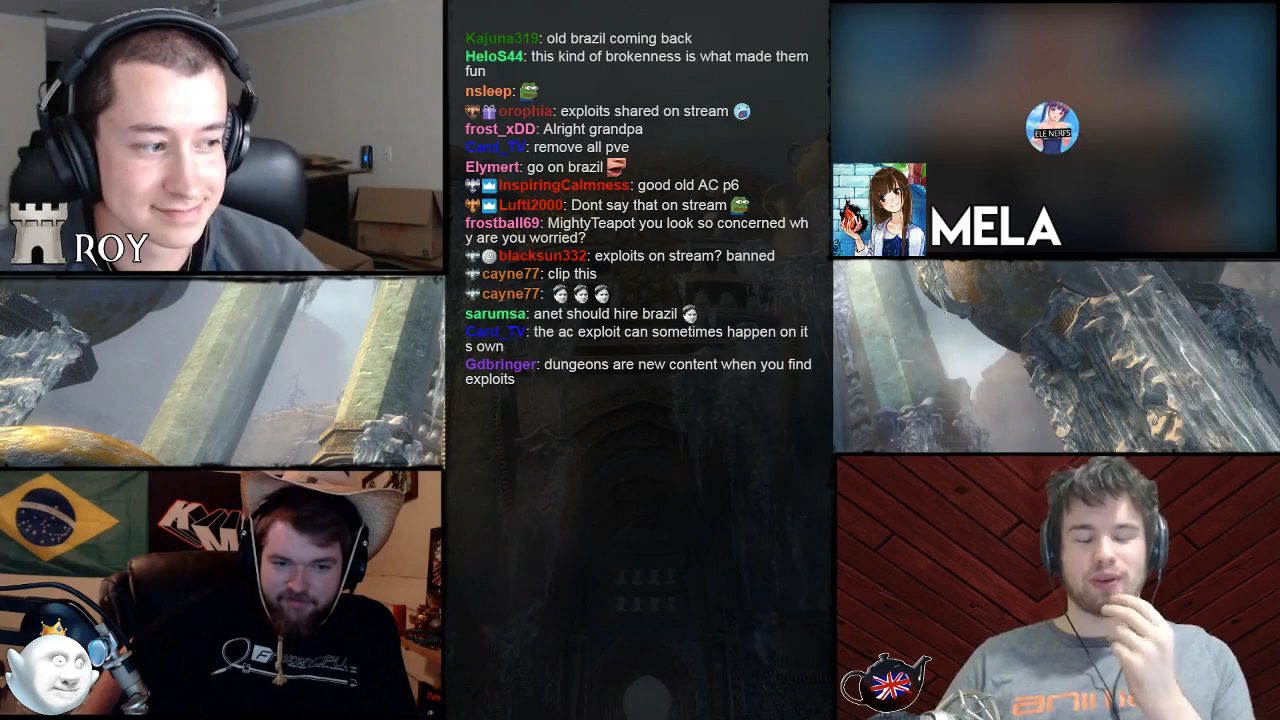 ROY
Kajuna319: old brazil coming back
HeloS44: this kind of brokenness is what made them
fun
nsleep:
orophia: exploits shared on stream
frost_xDD: Alright grandpa
Card_TV: remove all pve
Elymert: go on brazil
InspiringCalmness: good old AC p6
Lufti2000: Dont say that on stream
frostball69: MightyTeapot you look so concerned wh
y are you worried?
blacksun332: exploits on stream? banned
cayne77: clip this
cayne77:
sarumsa: anet should hire brazil
Card_TV: the ac exploit can sometimes happen on it
s own
Gdbringer: dungeons are new content when you find
exploits
ELE NERFS
MELA
KM